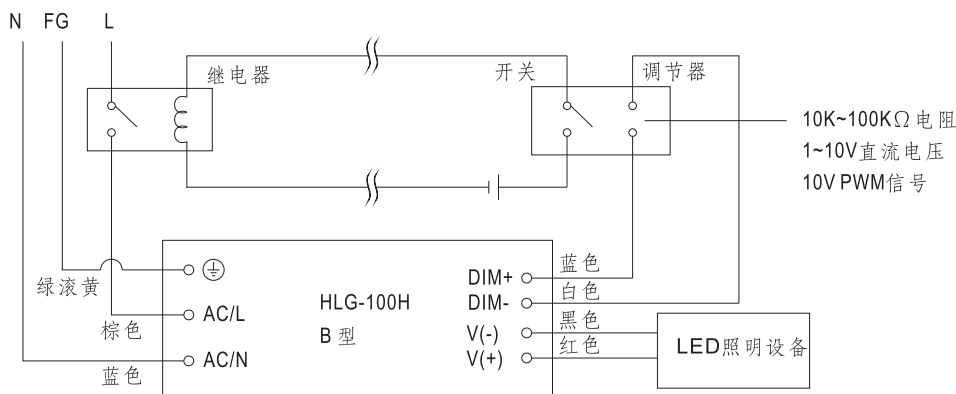 N FG L
继电器
开关
调节器
10K~100KΩ电阻
1~10V直流电压
10V PWM信号
绿滚黄
棕色
蓝色
AC/L
AC/N
HLG-100H
B型
DIM+
DIM-
V(-)
V(+)
蓝色
白色
黑色
红色
LED照明设备